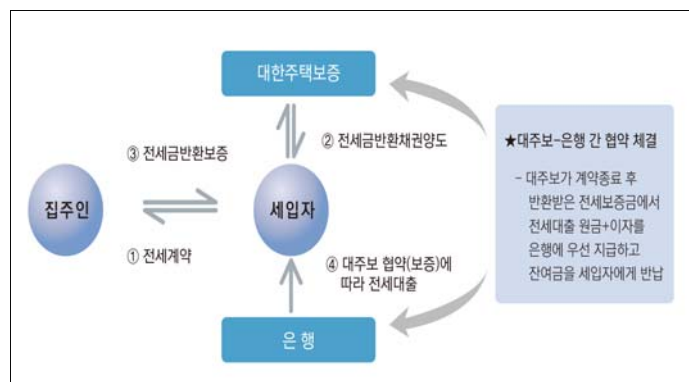 대한주택보증
③ 전세금반환보증
② 전세금반환채권양도
집주인
세입자
① 전세계약
④ 대주보 협약(보증)에
따라 전세대출
은 행
★대주보-은행 간 협약 체결
- 대주보가 계약종료 후
반환받은 전세보증금에서
전세대출 원금+이자를
은행에 우선 지급하고
잔여금을 세입자에게 반납